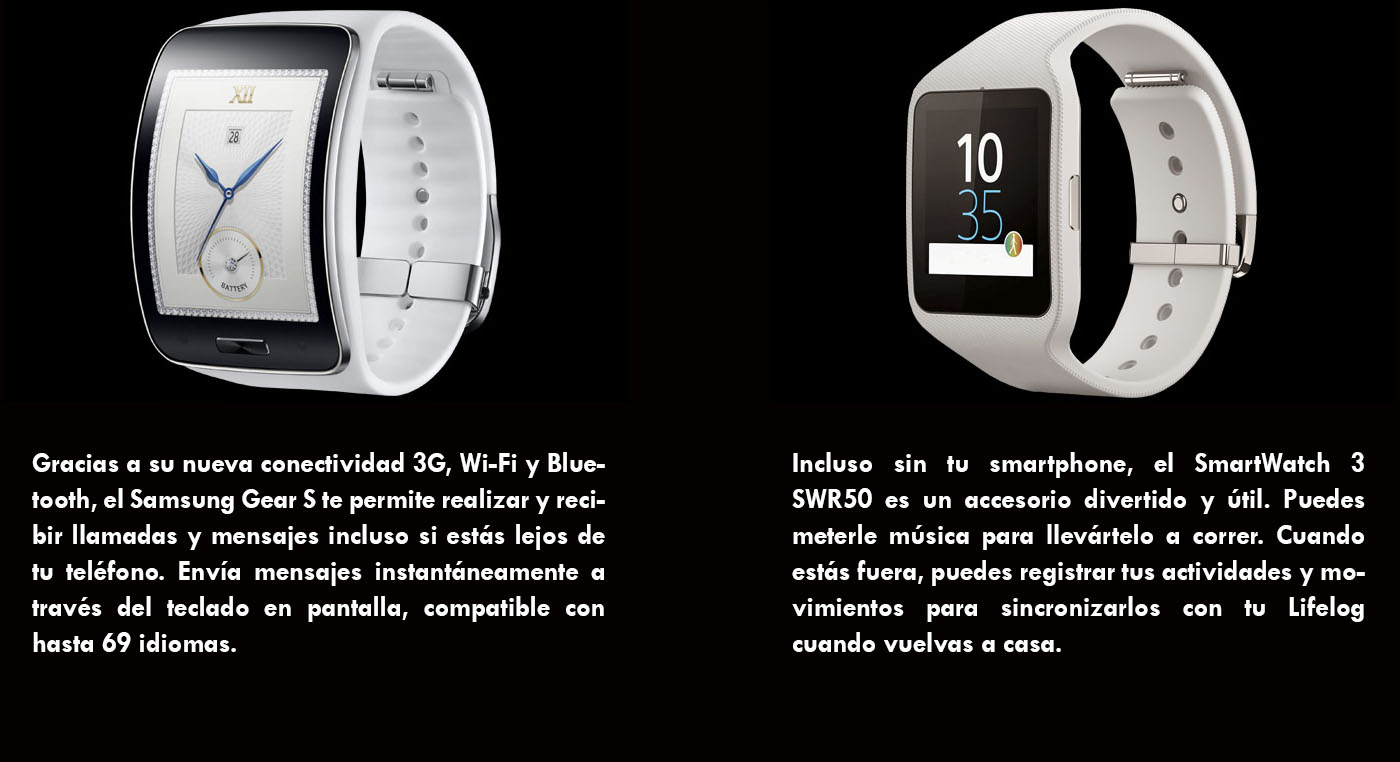 XII
28
BATTERY
10
35
Gracias a su nueva conectividad 3G, Wi-Fi y Blue-
tooth, el Samsung Gear S te permite realizar y reci-
bir llamadas y mensajes incluso si estás lejos de
tu teléfono. Envía mensajes instantáneamente a
través del teclado en pantalla, compatible con
hasta 69 idiomas.
Incluso sin tu smartphone, el SmartWatch 3
SWR50 es un accesorio divertido y útil. Puedes
meterle música para llevártelo a correr. Cuando
estás fuera, puedes registrar tus actividades y mo-
vimientos para sincronizarlos con tu Lifelog
cuando vuelvas a casa.